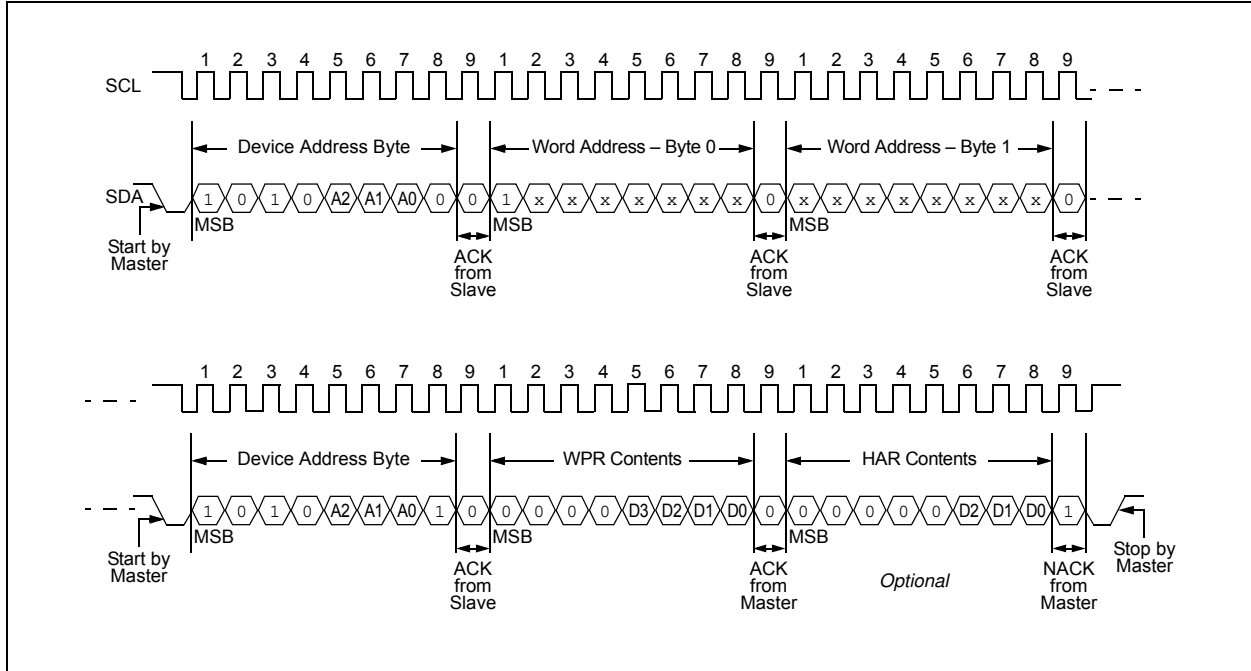 1 2 3 4 5 6 7 8 9 1 2 3 4 5 6 7 8 9 1 2 3 4 5 6 7 8 9
SCL
Device Address Byte Word Address – Byte 0 Word Address – Byte 1
SDA 1 0 1 0 A2 A1 A0 0 0 1 x x x x x x x 0 x x x x x x x x 0
MSB MSB MSB
Start by
Master
ACK
from
Slave
ACK
from
Slave
ACK
from
Slave
1 2 3 4 5 6 7 8 9 1 2 3 4 5 6 7 8 9 1 2 3 4 5 6 7 8 9
Device Address Byte WPR Contents HAR Contents
1 0 1 0 A2 A1 A0 1 0 0 0 0 0 D3 D2 D1 D0 0 0 0 0 0 0 D2 D1 D0 1
MSB MSB MSB
Start by
Master
ACK
from
Slave
ACK
from
Master
Optional
NACK
from
Master
Stop by
Master